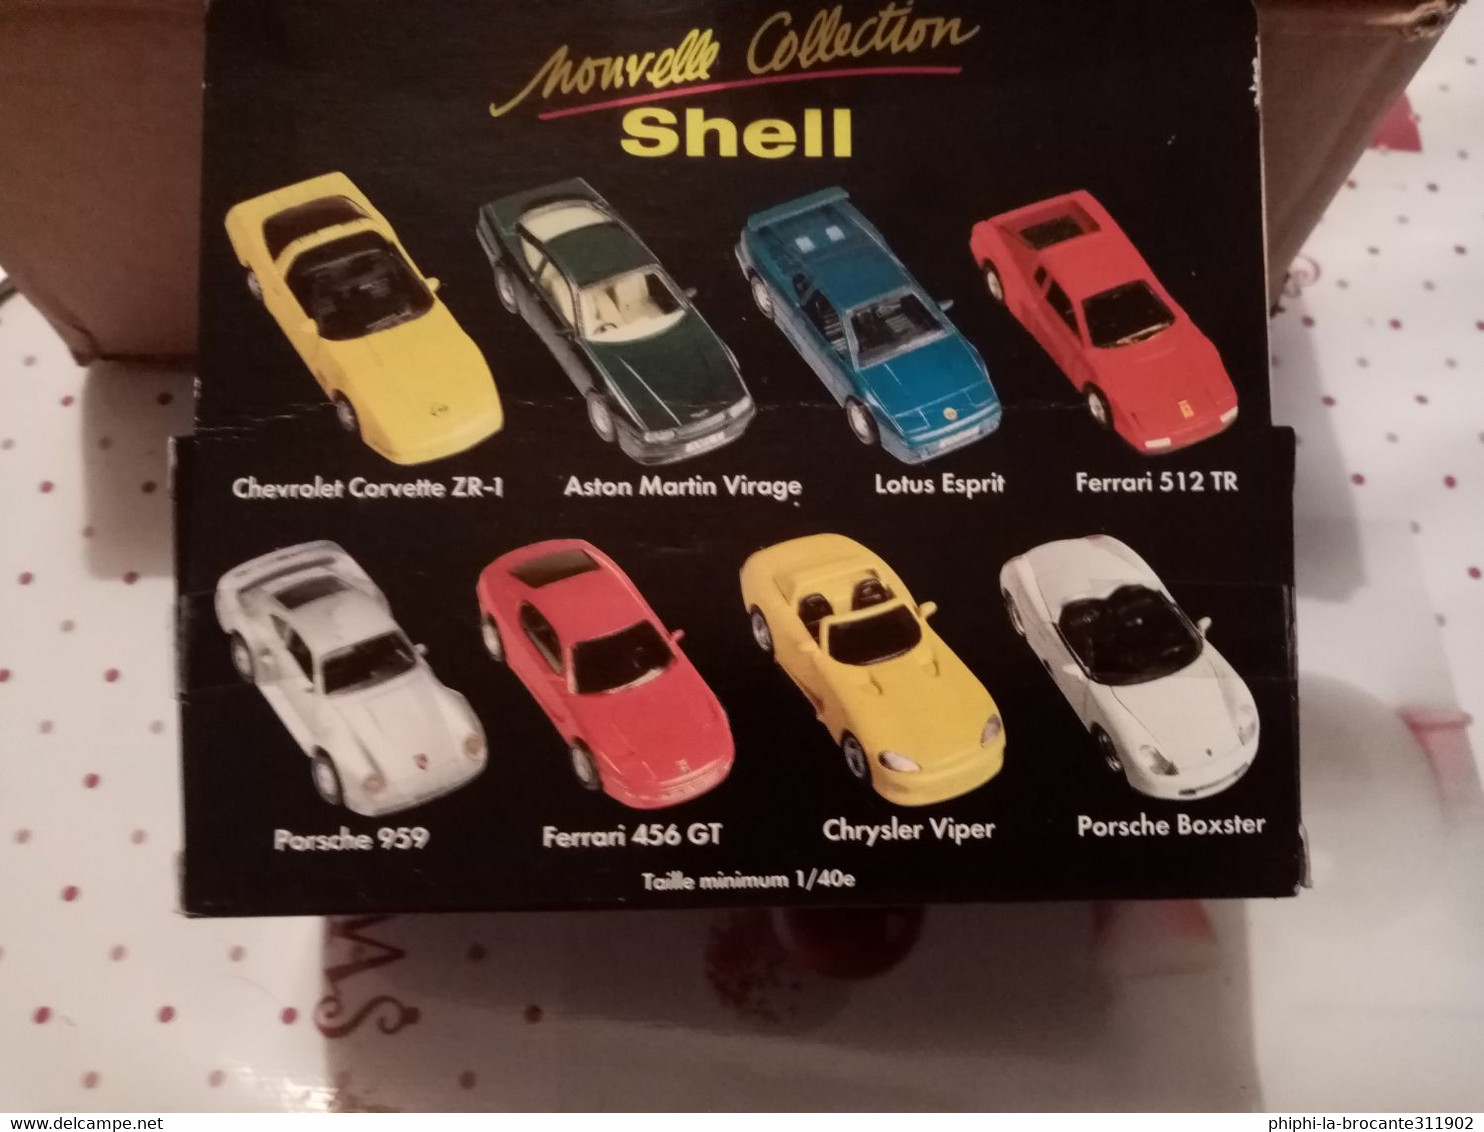 Nouvelle Collection
Shell
Chevrolet Corvette ZR-1
Aston Martin Virage
Lotus Esprit
Ferrari 512 TR
Porsche 959
Ferrari 456 GT
Chrysler Viper
Porsche Boxster
Taille minimum 1/40e
www.delcampe.net
phiphi-la-brocante311902